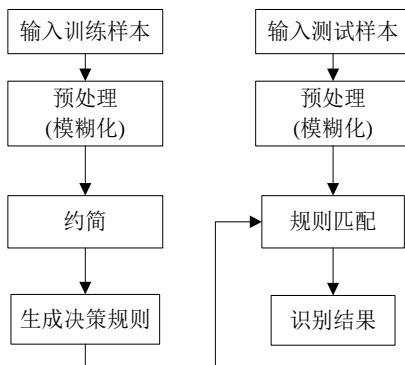 输入训练样本
预处理
(模糊化)
约简
生成决策规则
输入测试样本
预处理
(模糊化)
规则匹配
识别结果